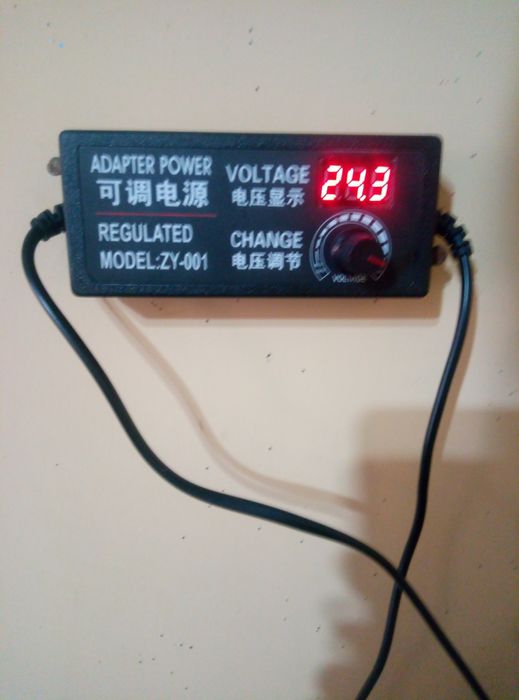 ADAPTER POWER
可调电源
REGULATED
MODEL:ZY-001
VOLTAGE
电压显示
24.3
CHANGE
电压调节
VOLTAGE